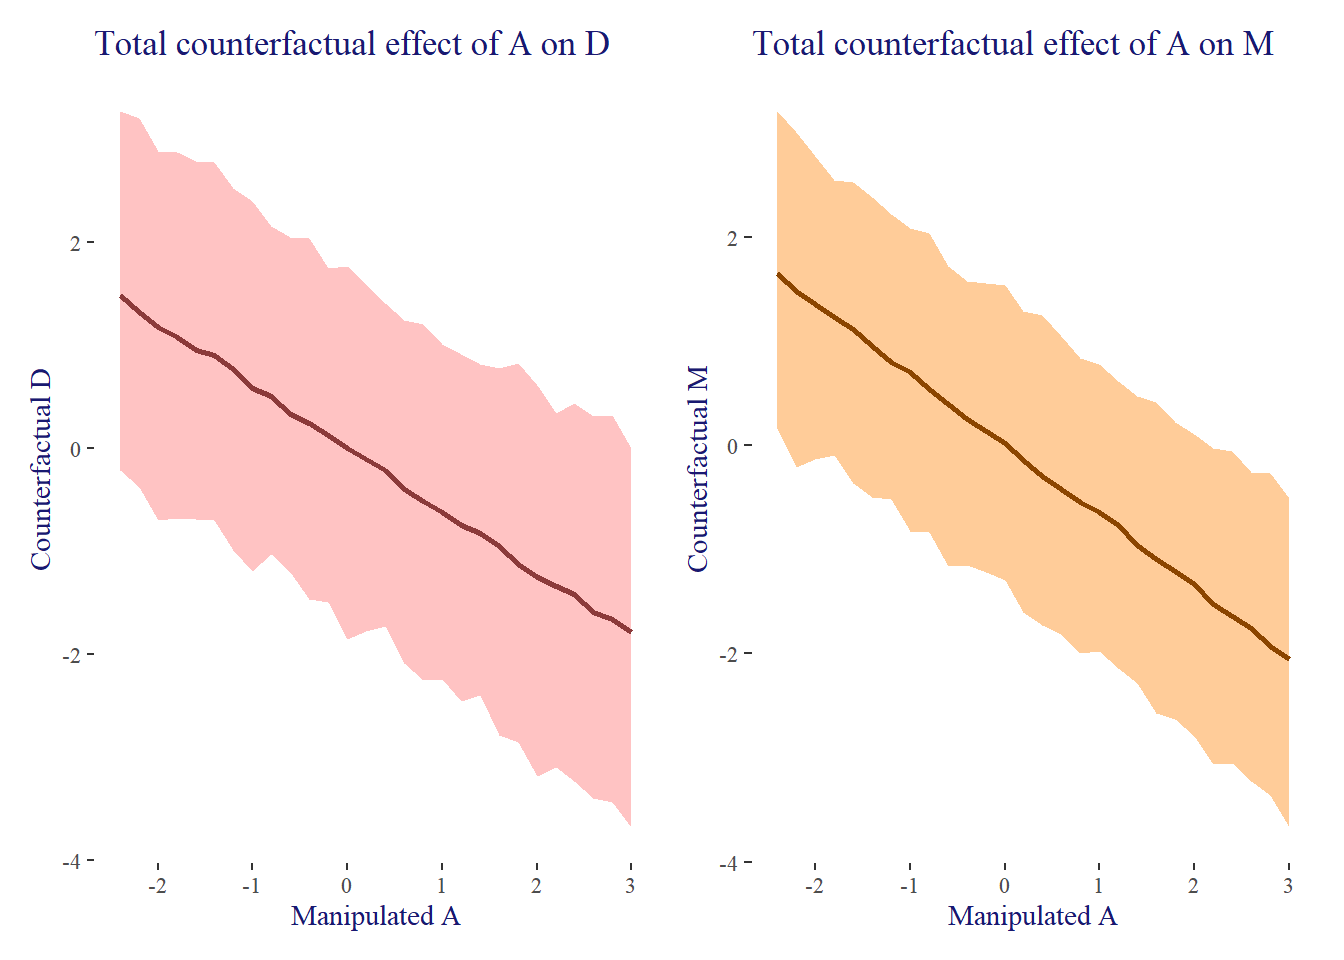 Total counterfactual effect of A on D
Counterfactual D
2
0
-2
-4
-2 -1 0 1 2 3
Manipulated A
Total counterfactual effect of A on M
Counterfactual M
2
0
-2
-4
-2 -1 0 1 2 3
Manipulated A